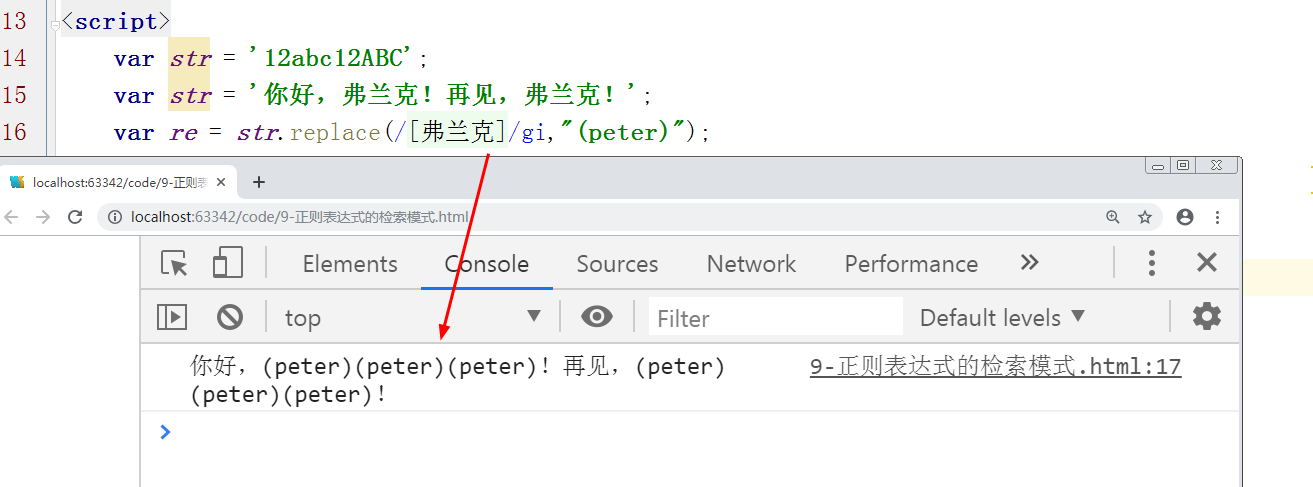 13 <script>
14 var str = '12abc12ABC';
15 var str = '你好，弗兰克！再见，弗兰克！';
16 var re = str.replace(/[弗兰克]/gi,"(peter)");
localhost:63342/code/9-正则表
localhost:63342/code/9-正则表达式的检索模式.html
Elements Console Sources Network Performance
top Filter Default levels
你好，(peter)(peter)(peter)！再见，(peter) 9-正则表达式的检索模式.html:17
(peter)(peter)！